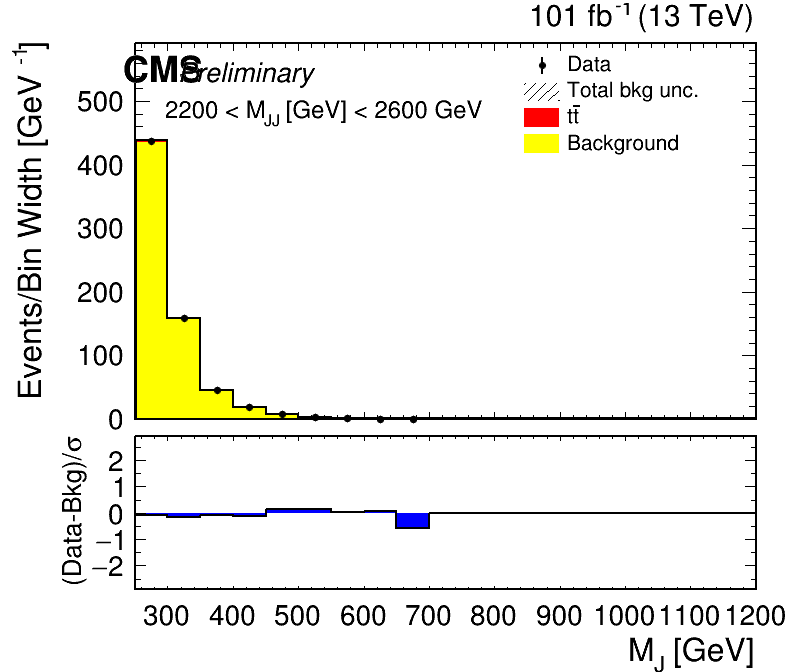 101 fb⁻¹ (13 TeV)
CMS Preliminary
2200 < M_JJ [GeV] < 2600 GeV
Data
Total bkg unc.
tt̄
Background
Events/Bin Width [GeV⁻¹]
500
400
300
200
100
0
(Data-Bkg)/σ
2
1
0
−1
−2
300 400 500 600 700 800 900 1000 1100 1200
M_J [GeV]